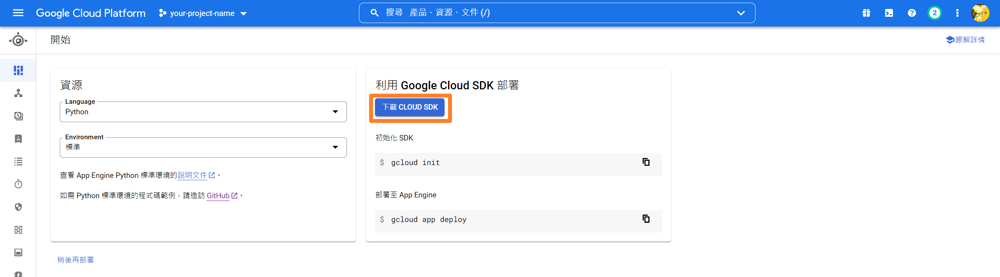 Google Cloud Platform
your-project-name
搜尋 產品、資源、文件 (/)
2
開始
瞭解詳情
資源
Language
Python
Environment
標準
查看 App Engine Python 標準環境的說明文件。
如需 Python 標準環境的程式碼範例,請造訪 GitHub。
稍後再部署
利用 Google Cloud SDK 部署
下載 CLOUD SDK
初始化 SDK
$ gcloud init
部署至 App Engine
$ gcloud app deploy